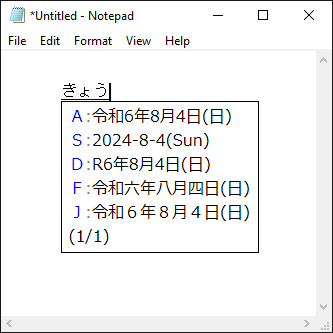 *Untitled - Notepad
File Edit Format View Help
きょう
A:令和6年8月4日(日)
S:2024-8-4(Sun)
D:R6年8月4日(日)
F:令和六年八月四日(日)
J:令和６年８月４日(日)
(1/1)